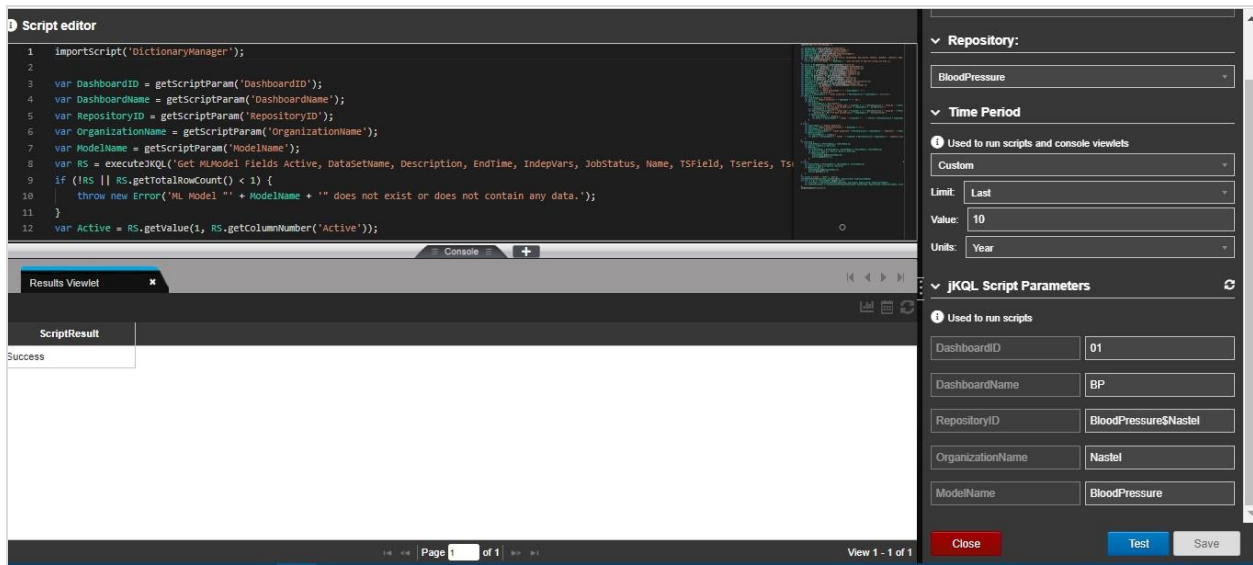 Script editor
1 importScript('DictionaryManager');
2
3 var DashboardID = getScriptParam('DashboardID');
4 var DashboardName = getScriptParam('DashboardName');
5 var RepositoryID = getScriptParam('RepositoryID');
6 var OrganizationName = getScriptParam('OrganizationName');
7 var ModelName = getScriptParam('ModelName');
8 var RS = executeJKQL('Get MLModel Fields Active, DataSetName, Description, EndTime, IndepVars, JobStatus, Name, TSField, Tseries,
9 if (!RS || RS.getTotalRowCount() < 1) {
10 throw new Error('ML Model "' + ModelName + '" does not exist or does not contain any data.');
11 }
12 var Active = RS.getValue(1, RS.getColumnNumber('Active'));
Console
Results Viewlet
ScriptResult
Success
Page 1 of 1
View 1 - 1 of 1
Repository:
BloodPressure
Time Period
Used to run scripts and console viewlets
Custom
Limit: Last
Value: 10
Units: Year
jKQL Script Parameters
Used to run scripts
DashboardID 01
DashboardName BP
RepositoryID BloodPressure$Nastel
OrganizationName Nastel
ModelName BloodPressure
Close Test Save